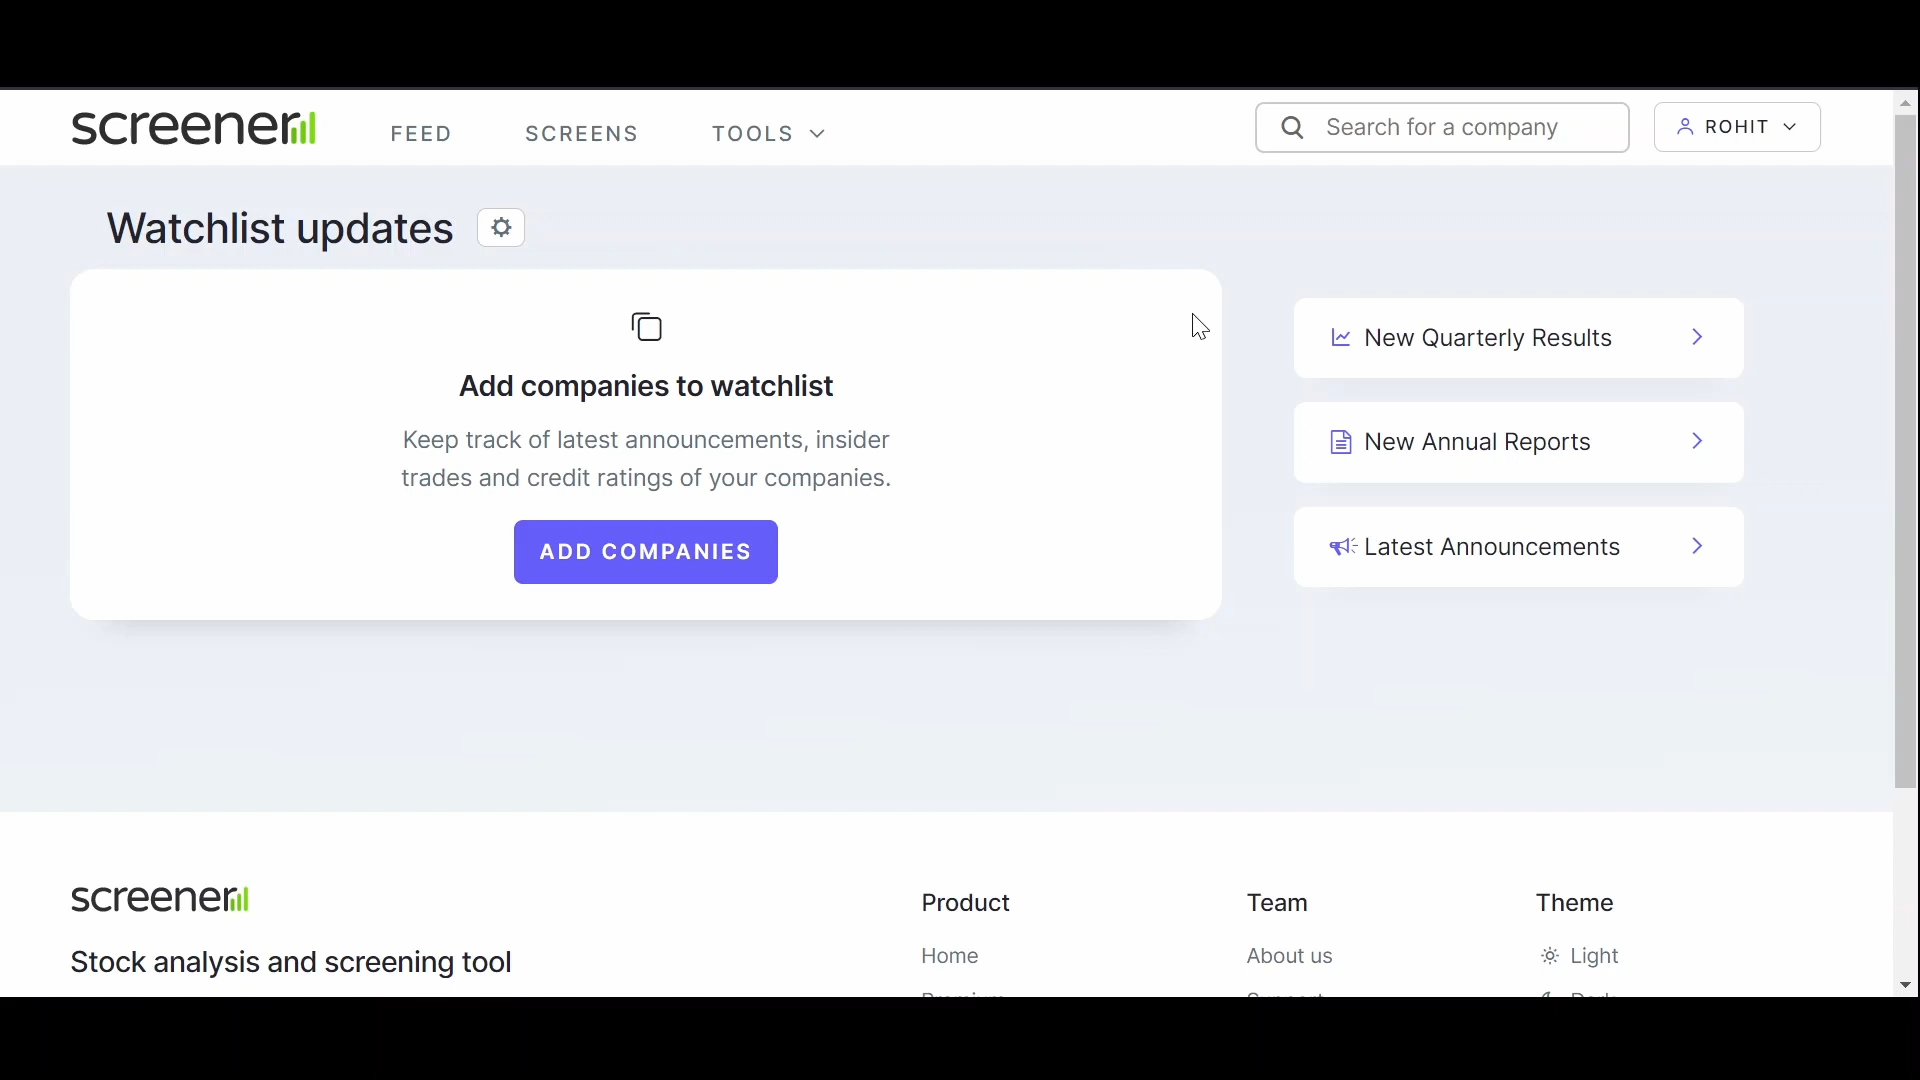 screener
FEED
SCREENS
TOOLS
Search for a company
ROHIT
Watchlist updates
Add companies to watchlist
Keep track of latest announcements, insider
trades and credit ratings of your companies.
ADD COMPANIES
New Quarterly Results
New Annual Reports
Latest Announcements
screener
Stock analysis and screening tool
Product
Home
Team
About us
Theme
Light